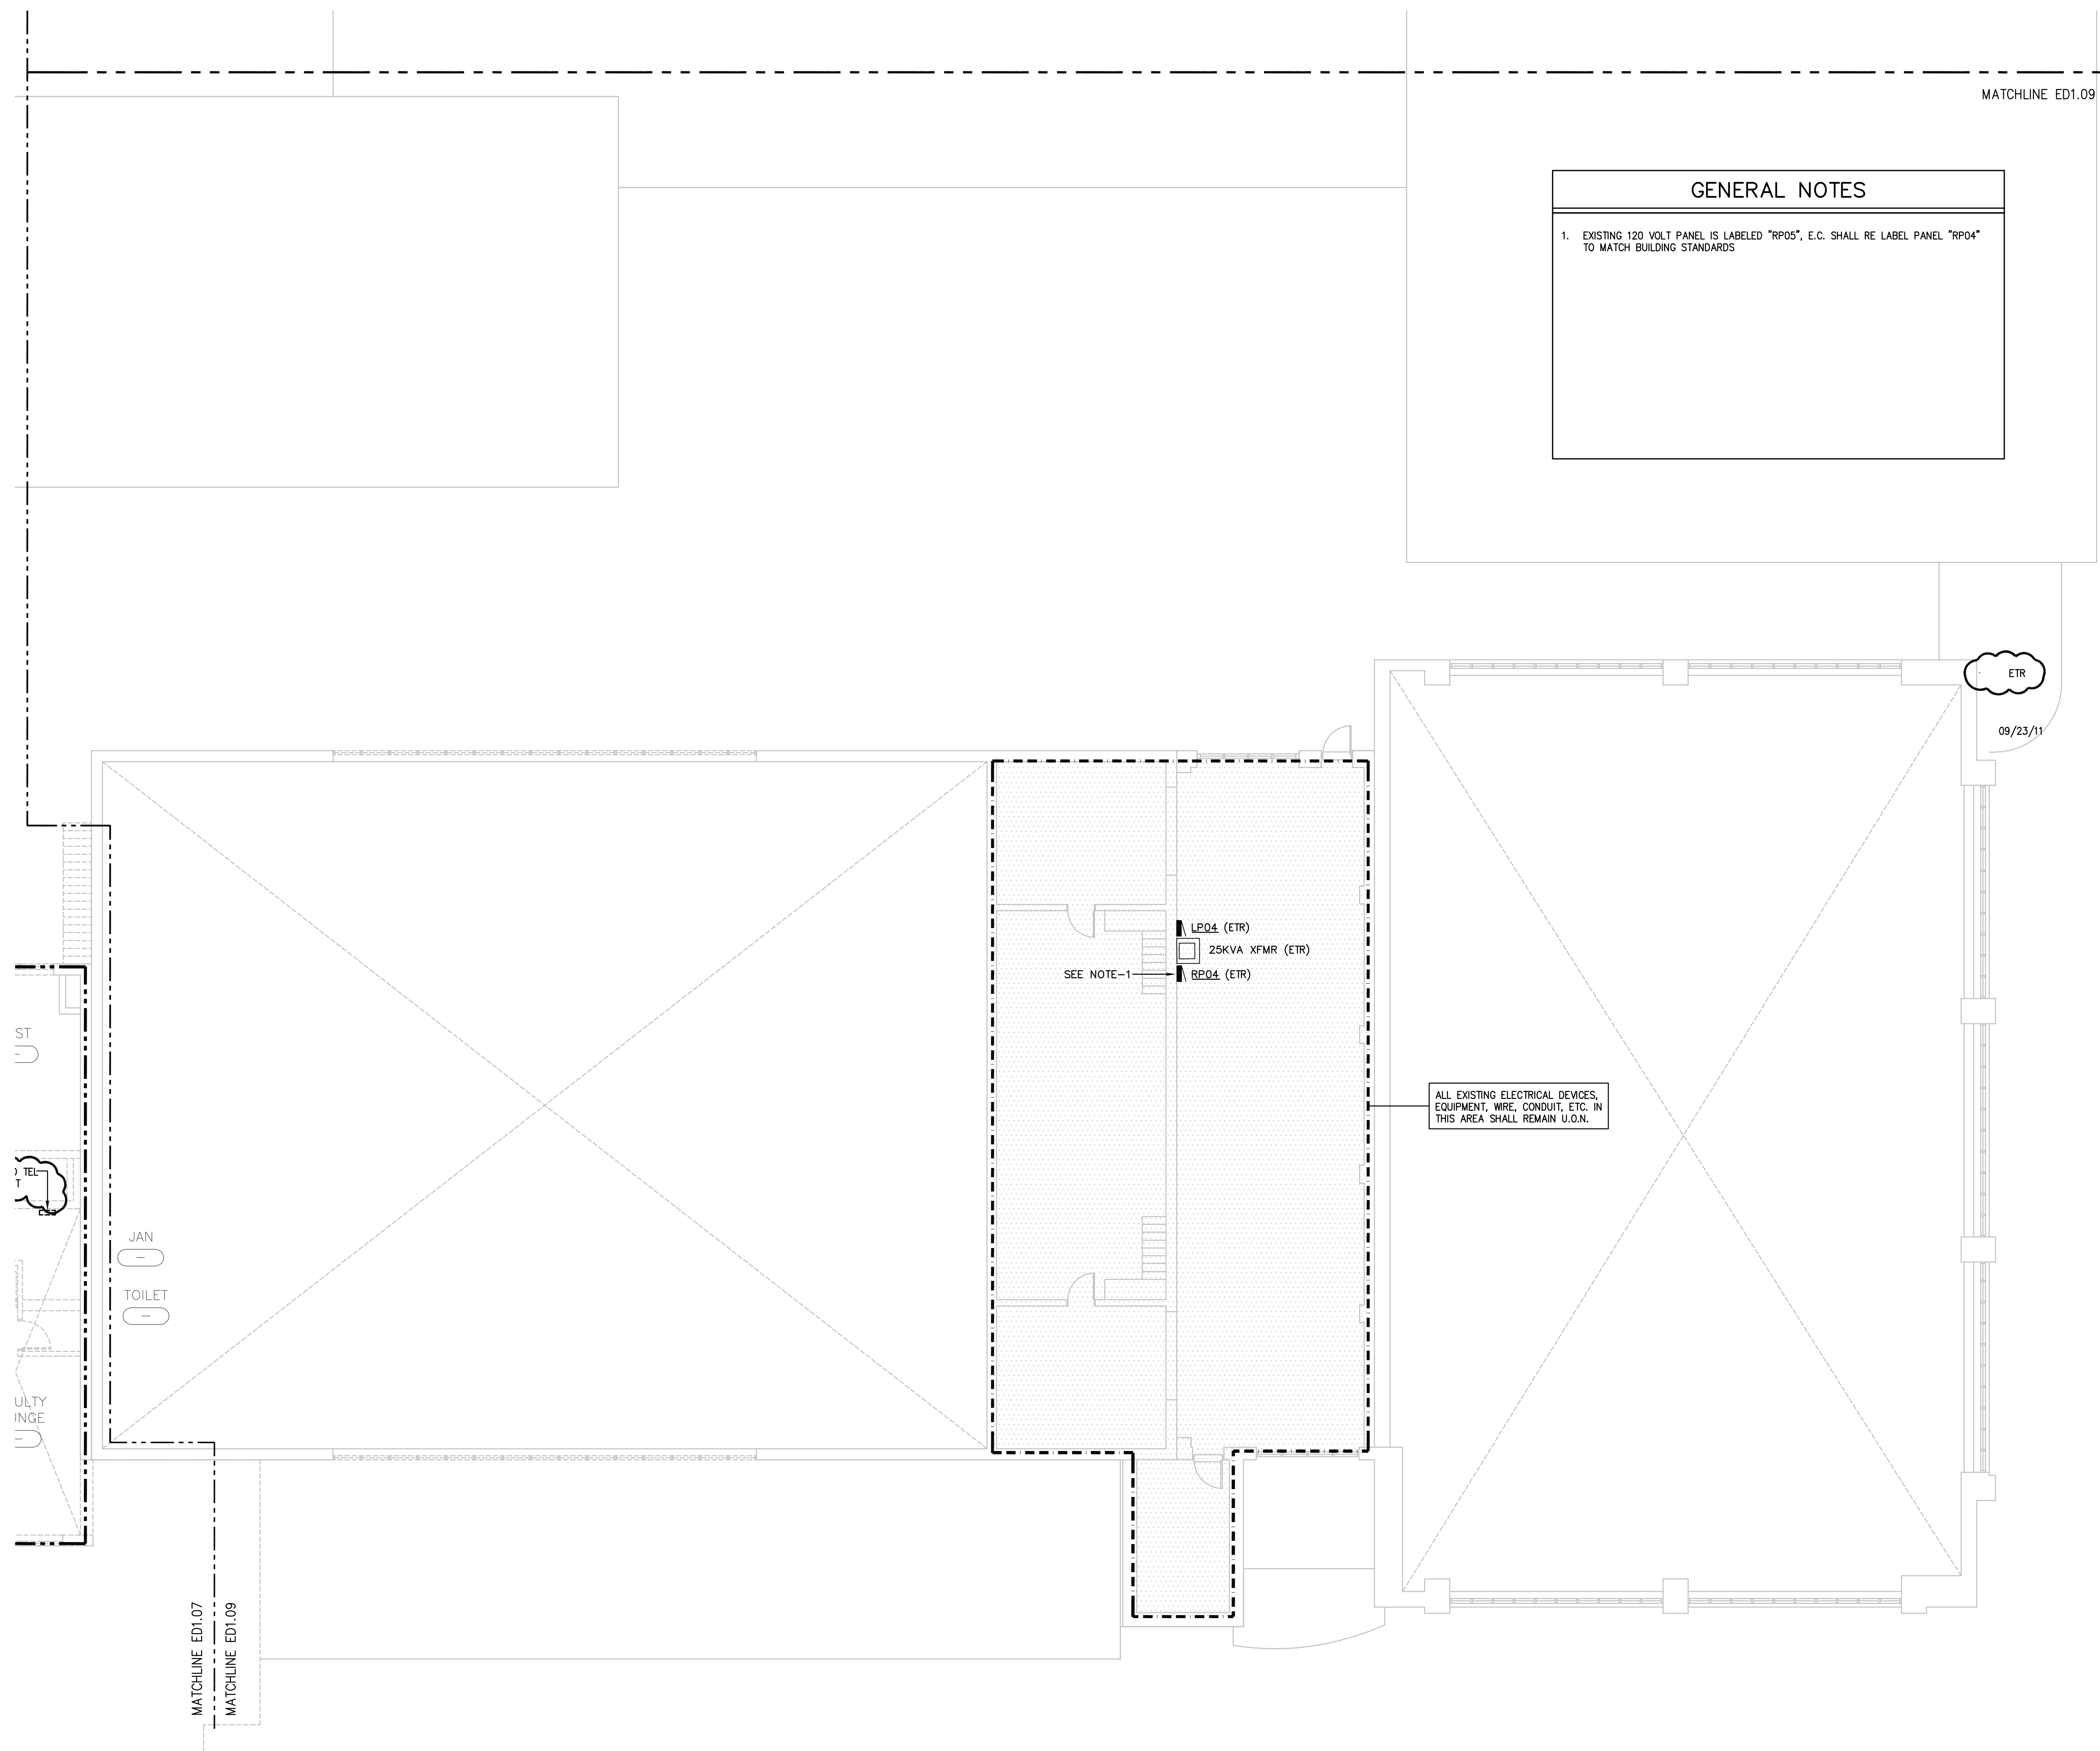 MATCHLINE ED1.09
GENERAL NOTES
1. EXISTING 120 VOLT PANEL IS LABELED "RP05", E.C. SHALL RE LABEL PANEL "RP04"
TO MATCH BUILDING STANDARDS
ETR
09/23/11
LP04 (ETR)
25KVA XFMR (ETR)
SEE NOTE-1
RP04 (ETR)
ALL EXISTING ELECTRICAL DEVICES,
EQUIPMENT, WIRE, CONDUIT, ETC. IN
THIS AREA SHALL REMAIN U.O.N.
ST
TEL
T
JAN
TOILET
ULTY
NGE
MATCHLINE ED1.07
MATCHLINE ED1.09